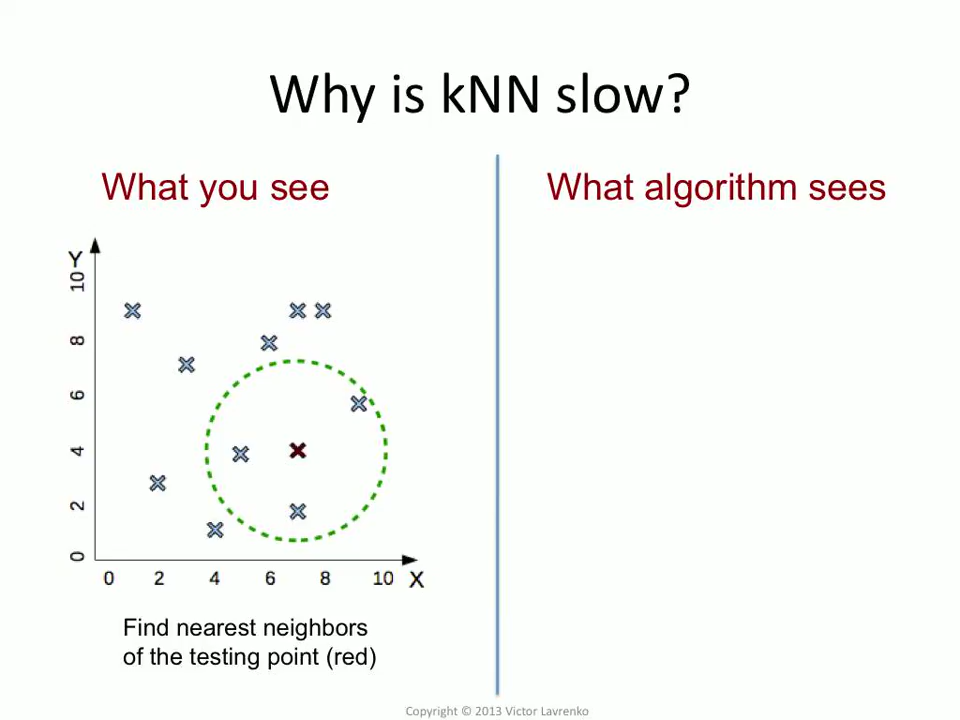 Why is kNN slow?
What you see
What algorithm sees
Y
10
8
6
4
2
0
0 2 4 6 8 10 X
Find nearest neighbors
of the testing point (red)
Copyright © 2013 Victor Lavrenko